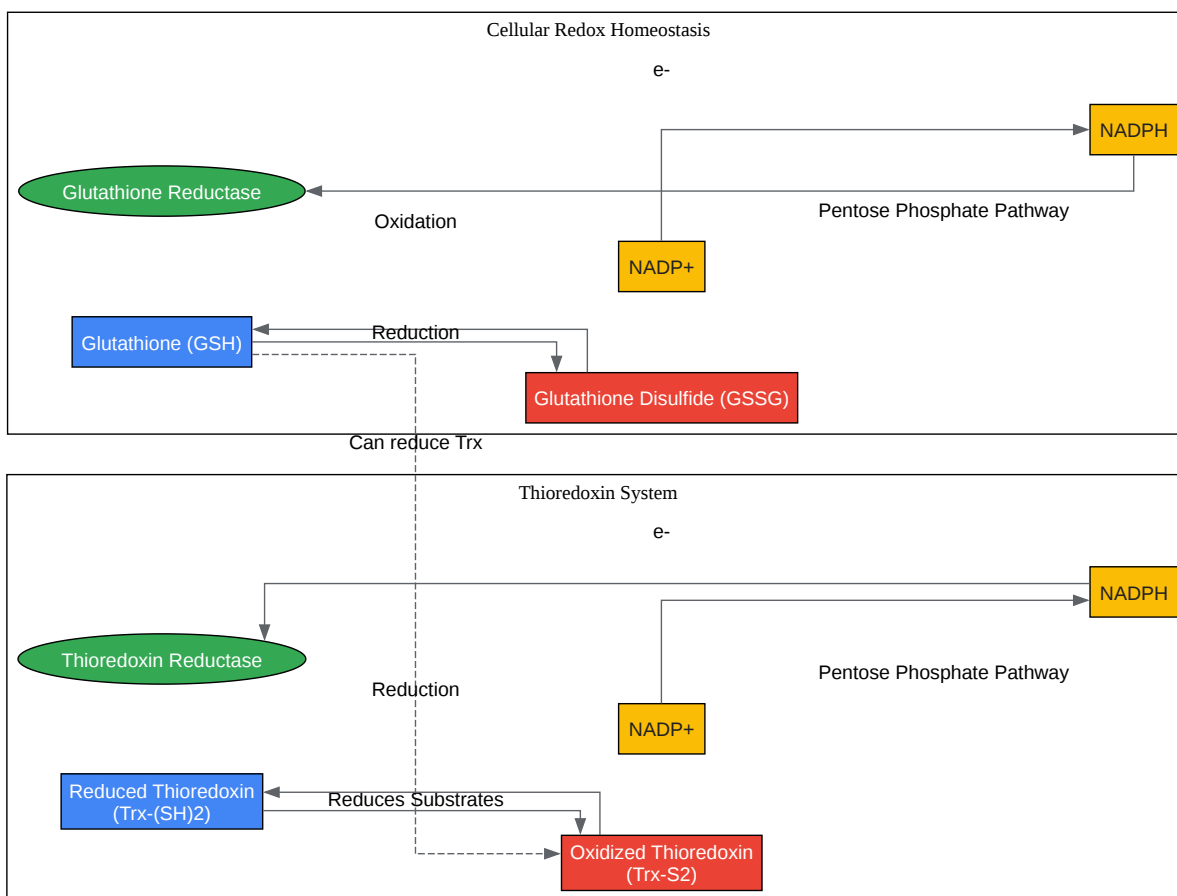 Cellular Redox Homeostasis
e-
NADPH
Glutathione Reductase
Pentose Phosphate Pathway
Oxidation
NADP+
Reduction
Glutathione (GSH)
Glutathione Disulfide (GSSG)
Can reduce Trx
Thioredoxin System
e-
NADPH
Thioredoxin Reductase
Pentose Phosphate Pathway
Reduction
NADP+
Reduced Thioredoxin
(Trx-(SH)2)
Reduces Substrates
Oxidized Thioredoxin
(Trx-S2)